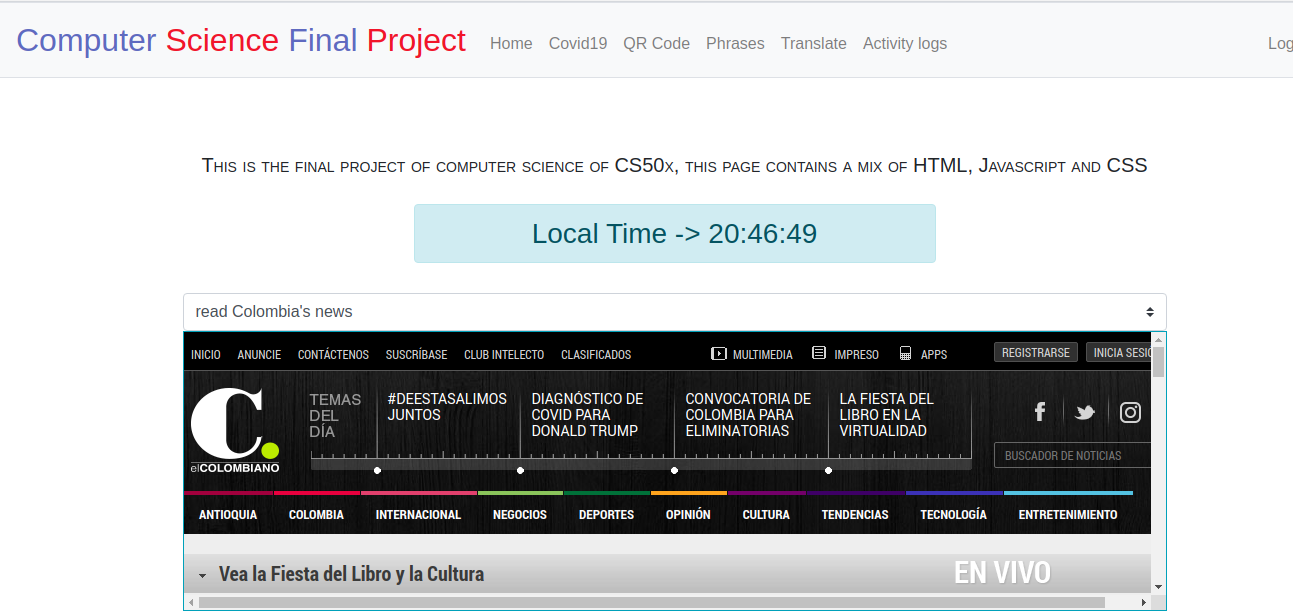 Computer Science Final Project Home Covid19 QR Code Phrases Translate Activity logs Log
This is the final project of computer science of CS50x, this page contains a mix of HTML, Javascript and CSS
Local Time -> 20:46:49
read Colombia's news
INICIO ANUNCIE CONTÁCTENOS SUSCRÍBASE CLUB INTELECTO CLASIFICADOS MULTIMEDIA IMPRESO APPS REGISTRARSE INICIA SESIÓ
TEMAS
DEL
DÍA
#DEESTASALIMOS
JUNTOS
DIAGNÓSTICO DE
COVID PARA
DONALD TRUMP
CONVOCATORIA DE
COLOMBIA PARA
ELIMINATORIAS
LA FIESTA DEL
LIBRO EN LA
VIRTUALIDAD
elCOLOMBIANO
BUSCADOR DE NOTICIAS
ANTIOQUIA COLOMBIA INTERNACIONAL NEGOCIOS DEPORTES OPINIÓN CULTURA TENDENCIAS TECNOLOGÍA ENTRETENIMIENTO
Vea la Fiesta del Libro y la Cultura EN VIVO